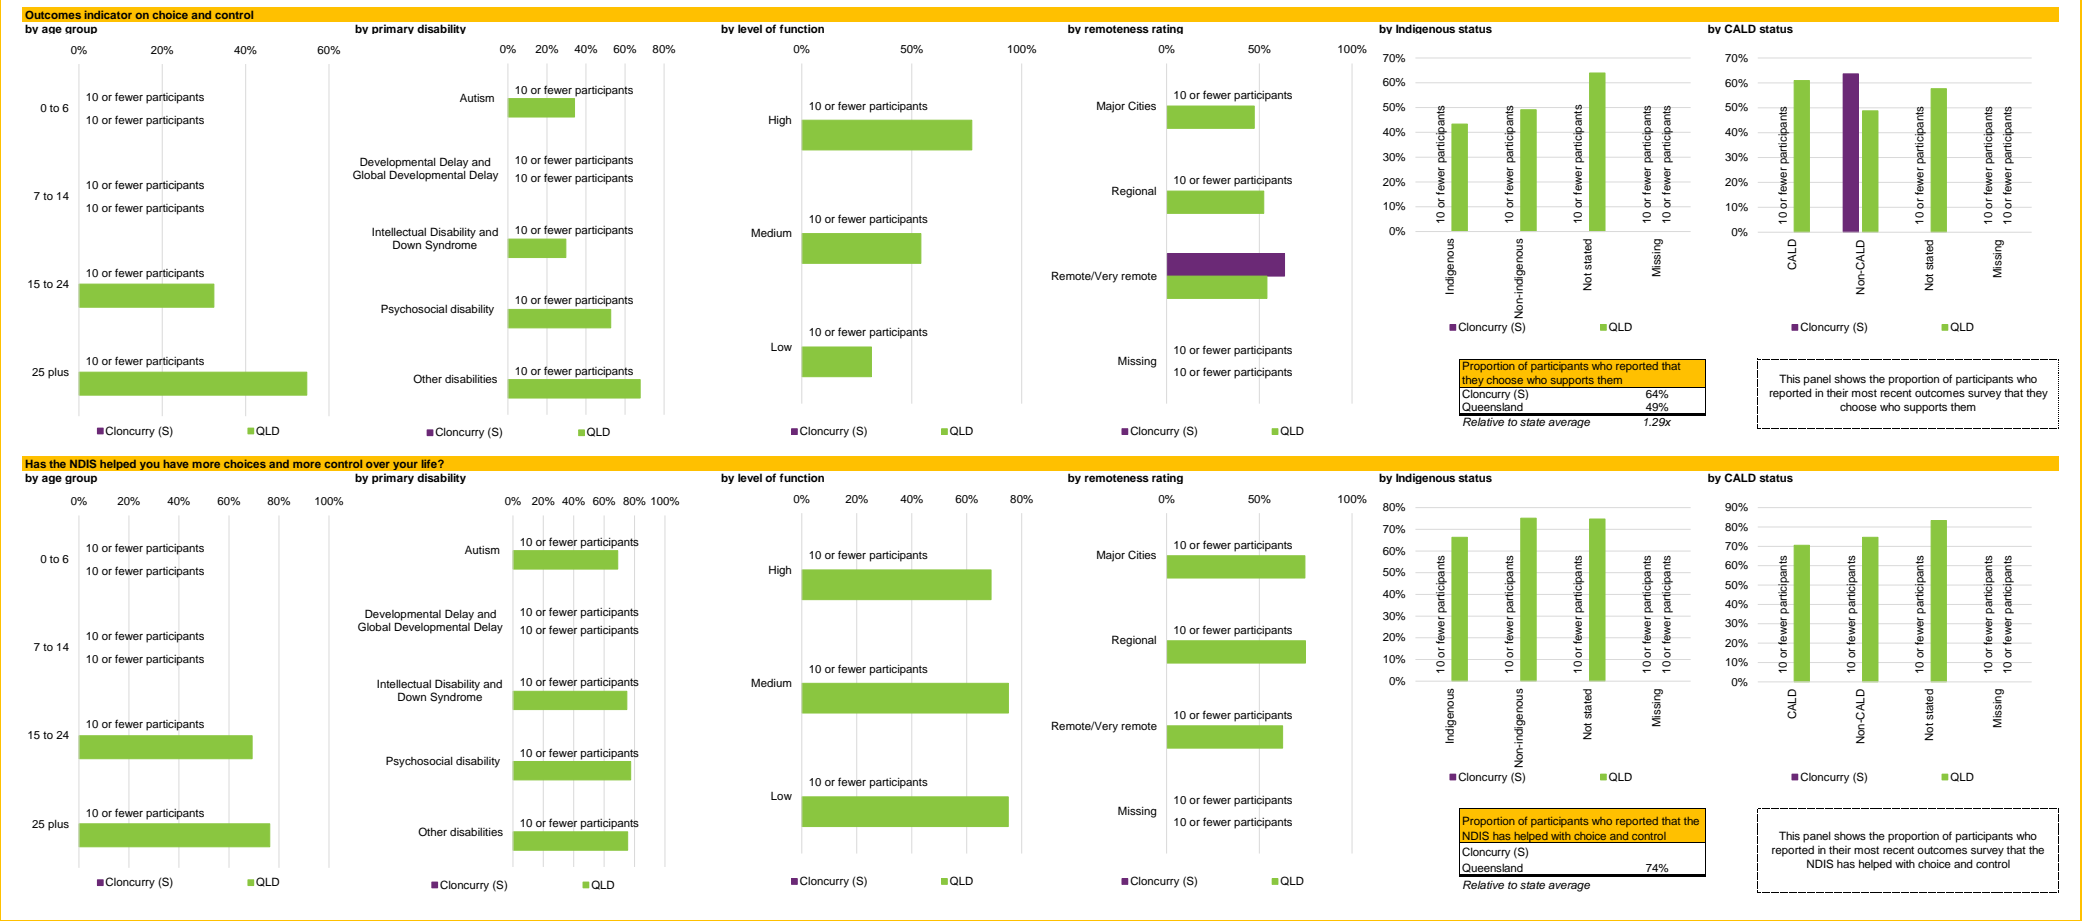 Outcomes indicator on choice and control
by age group
0%
20%
40%
60%
0 to 6
10 or fewer participants
10 or fewer participants
7 to 14
10 or fewer participants
10 or fewer participants
15 to 24
10 or fewer participants
25 plus
10 or fewer participants
Cloncurry (S)
QLD
by primary disability
0%
20%
40%
60%
80%
Autism
10 or fewer participants
Developmental Delay and
Global Developmental Delay
10 or fewer participants
10 or fewer participants
Intellectual Disability and
Down Syndrome
10 or fewer participants
Psychosocial disability
10 or fewer participants
Other disabilities
10 or fewer participants
Cloncurry (S)
QLD
by level of function
0%
50%
100%
High
10 or fewer participants
Medium
10 or fewer participants
Low
10 or fewer participants
Cloncurry (S)
QLD
by remoteness rating
0%
50%
100%
Major Cities
10 or fewer participants
Regional
10 or fewer participants
Remote/Very remote
Missing
10 or fewer participants
10 or fewer participants
Cloncurry (S)
QLD
by Indigenous status
70%
60%
50%
40%
30%
20%
10%
0%
10 or fewer participants
10 or fewer participants
10 or fewer participants
10 or fewer participants
10 or fewer participants
Indigenous
Non-indigenous
Not stated
Missing
Cloncurry (S)
QLD
by CALD status
70%
60%
50%
40%
30%
20%
10%
0%
10 or fewer participants
10 or fewer participants
10 or fewer participants
10 or fewer participants
CALD
Non-CALD
Not stated
Missing
Cloncurry (S)
QLD
Proportion of participants who reported that
they choose who supports them
Cloncurry (S) 64%
Queensland 49%
Relative to state average 1.29x
This panel shows the proportion of participants who
reported in their most recent outcomes survey that they
choose who supports them
Has the NDIS helped you have more choices and more control over your life?
by age group
0%
20%
40%
60%
80%
100%
0 to 6
10 or fewer participants
10 or fewer participants
7 to 14
10 or fewer participants
10 or fewer participants
15 to 24
10 or fewer participants
25 plus
10 or fewer participants
Cloncurry (S)
QLD
by primary disability
0%
20%
40%
60%
80%
100%
Autism
10 or fewer participants
Developmental Delay and
Global Developmental Delay
10 or fewer participants
10 or fewer participants
Intellectual Disability and
Down Syndrome
10 or fewer participants
Psychosocial disability
10 or fewer participants
Other disabilities
10 or fewer participants
Cloncurry (S)
QLD
by level of function
0%
20%
40%
60%
80%
High
10 or fewer participants
Medium
10 or fewer participants
Low
10 or fewer participants
Cloncurry (S)
QLD
by remoteness rating
0%
50%
100%
Major Cities
10 or fewer participants
Regional
10 or fewer participants
Remote/Very remote
10 or fewer participants
Missing
10 or fewer participants
10 or fewer participants
Cloncurry (S)
QLD
by Indigenous status
80%
70%
60%
50%
40%
30%
20%
10%
0%
10 or fewer participants
10 or fewer participants
10 or fewer participants
10 or fewer participants
10 or fewer participants
Indigenous
Non-indigenous
Not stated
Missing
Cloncurry (S)
QLD
by CALD status
90%
80%
70%
60%
50%
40%
30%
20%
10%
0%
10 or fewer participants
10 or fewer participants
10 or fewer participants
10 or fewer participants
10 or fewer participants
CALD
Non-CALD
Not stated
Missing
Cloncurry (S)
QLD
Proportion of participants who reported that the
NDIS has helped with choice and control
Cloncurry (S)
Queensland 74%
Relative to state average
This panel shows the proportion of participants who
reported in their most recent outcomes survey that the
NDIS has helped with choice and control